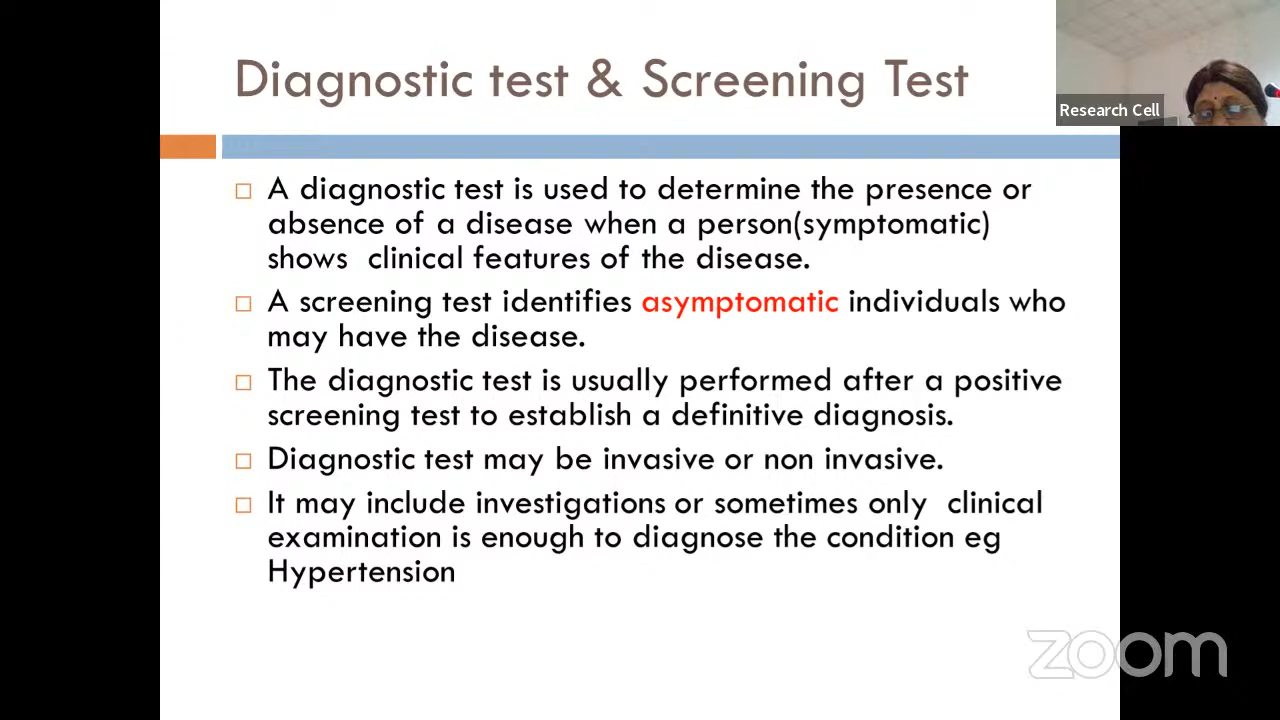 Diagnostic test & Screening Test
Research Cell
A diagnostic test is used to determine the presence or
absence of a disease when a person(symptomatic)
shows  clinical features of the disease.
A screening test identifies asymptomatic individuals who
may have the disease.
The diagnostic test is usually performed after a positive
screening test to establish a definitive diagnosis.
Diagnostic test may be invasive or non invasive.
It may include investigations or sometimes only  clinical
examination is enough to diagnose the condition eg
Hypertension
zoom